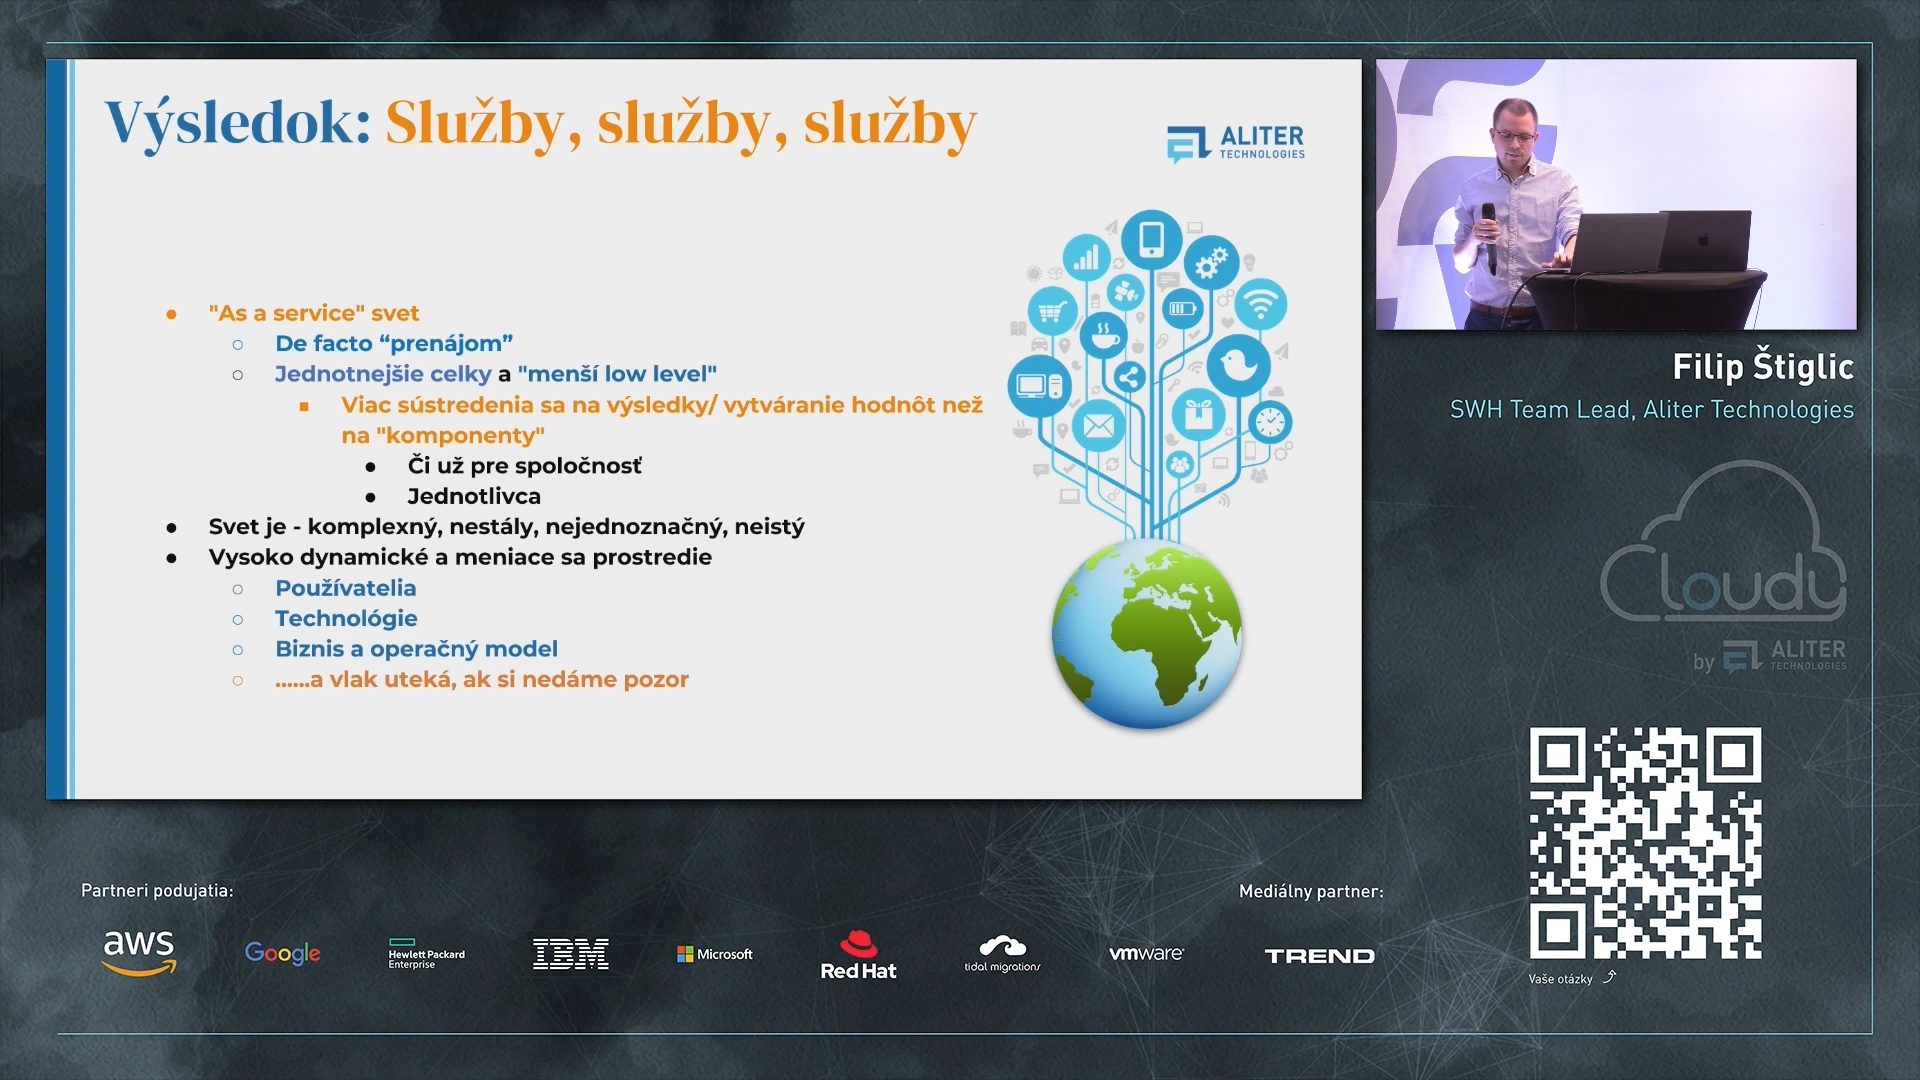 Výsledok: Služby, služby, služby
ALITER
TECHNOLOGIES
"As a service" svet
De facto “prenájom”
Jednotnejšie celky a "menší low level"
Viac sústredenia sa na výsledky/ vytváranie hodnôt než
na "komponenty"
Či už pre spoločnosť
Jednotlivca
Svet je - komplexný, nestály, nejednoznačný, neistý
Vysoko dynamické a meniace sa prostredie
Používatelia
Technológie
Biznis a operačný model
......a vlak uteká, ak si nedáme pozor
Filip Štiglic
SWH Team Lead, Aliter Technologies
Cloudy
by ALITER
TECHNOLOGIES
Vaše otázky
Partneri podujatia:
aws
Google
Hewlett Packard
Enterprise
IBM
Microsoft
Red Hat
tidal migrations
vmware
Mediálny partner:
TREND